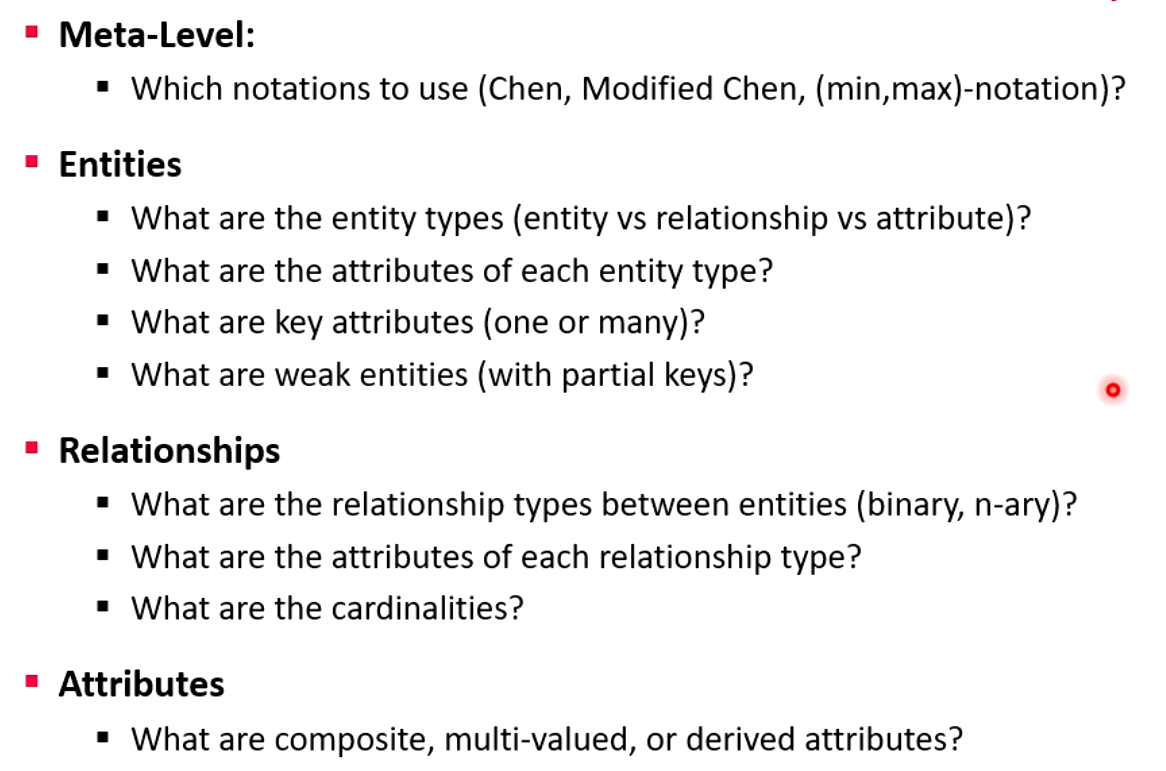 Meta-Level:
Which notations to use (Chen, Modified Chen, (min,max)-notation)?
Entities
What are the entity types (entity vs relationship vs attribute)?
What are the attributes of each entity type?
What are key attributes (one or many)?
What are weak entities (with partial keys)?
Relationships
What are the relationship types between entities (binary, n-ary)?
What are the attributes of each relationship type?
What are the cardinalities?
Attributes
What are composite, multi-valued, or derived attributes?